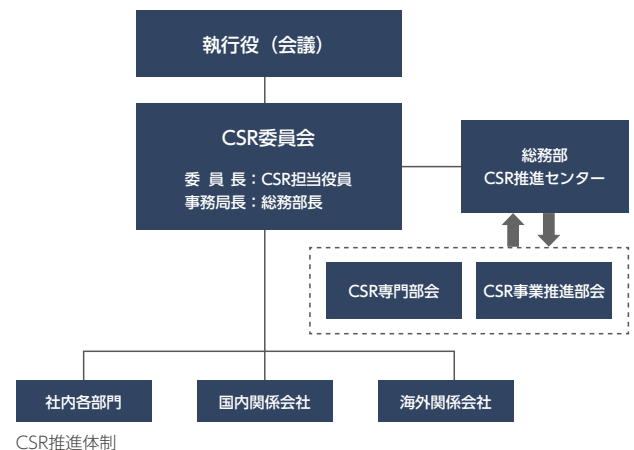 執行役（会議）
CSR委員会
委 員 長：CSR担当役員
事務局長：総務部長
総務部
CSR推進センター
CSR専門部会
CSR事業推進部会
社内各部門
国内関係会社
海外関係会社
CSR推進体制